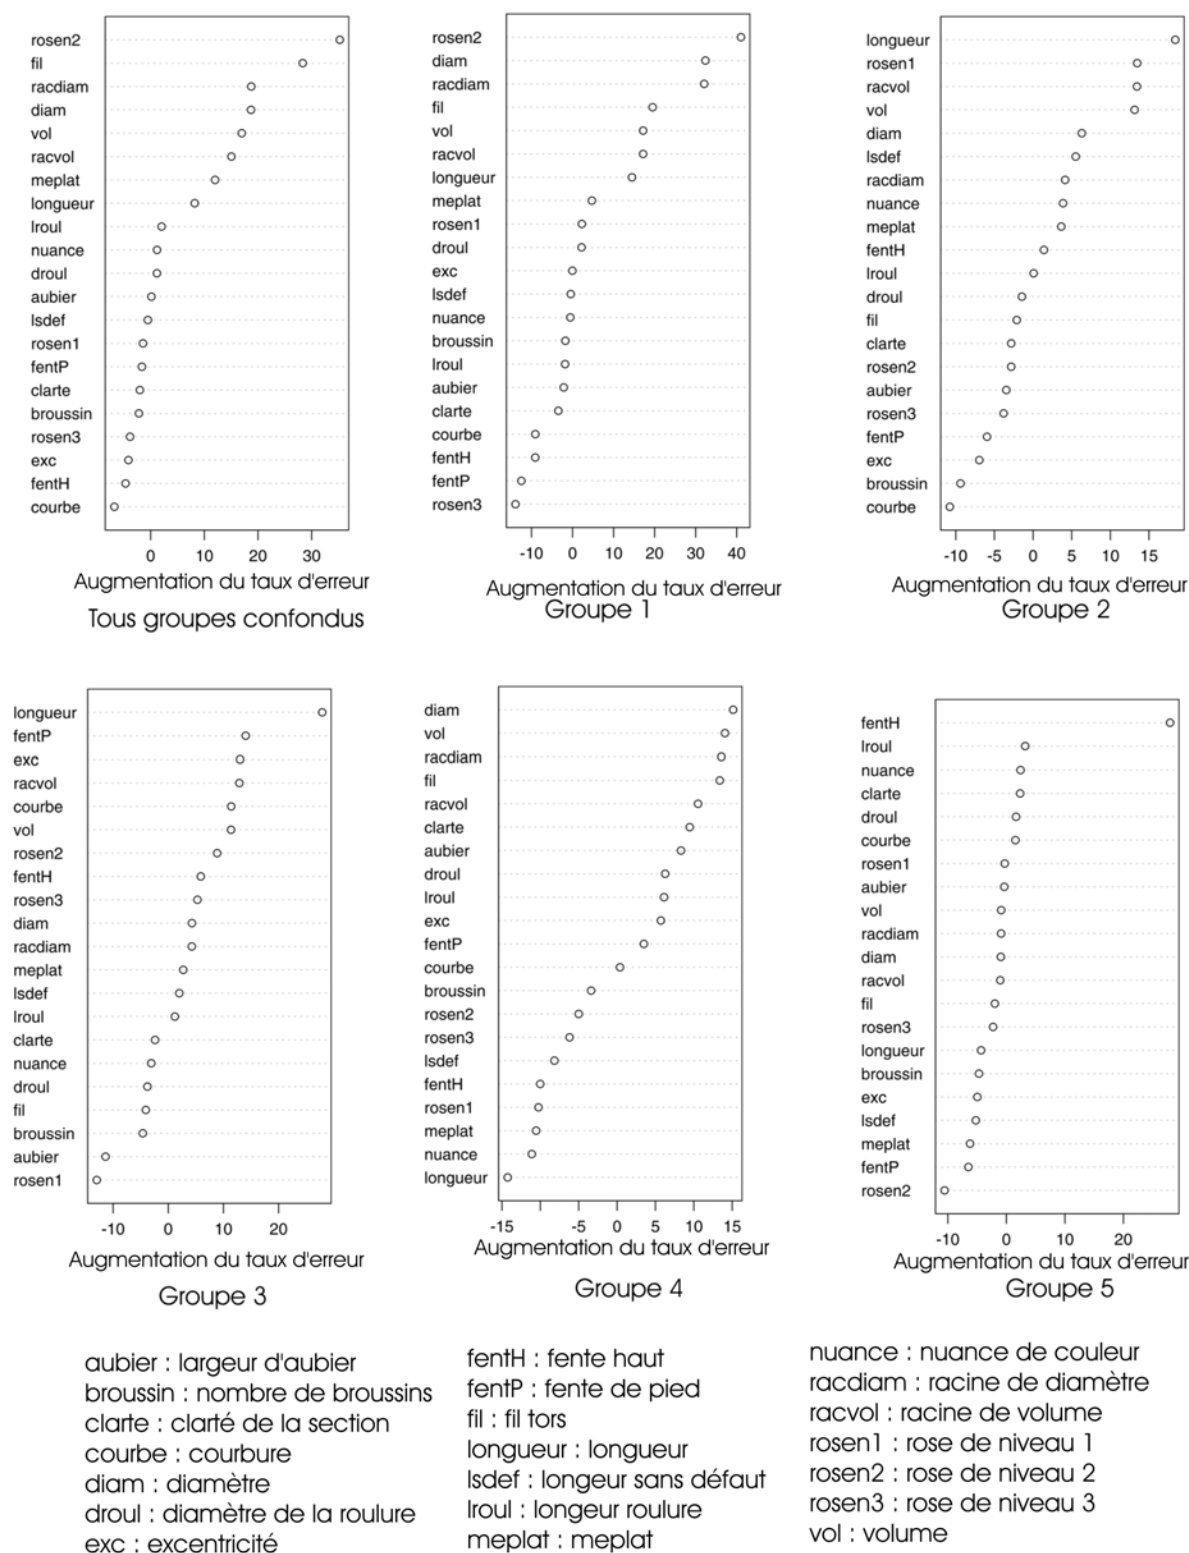 rosen2
fil
racdiam
diam
vol
racvol
meplat
longueur
lroul
nuance
droul
aubier
lsdef
rosen1
fentP
clarte
broussin
rosen3
exc
fentH
courbe
0 10 20 30
Augmentation du taux d'erreur
Tous groupes confondus
rosen2
diam
racdiam
fil
vol
racvol
longueur
meplat
rosen1
droul
exc
lsdef
nuance
broussin
lroul
aubier
clarte
courbe
fentH
fentP
rosen3
-10 0 10 20 30 40
Augmentation du taux d'erreur
Groupe 1
longueur
rosen1
racvol
vol
diam
lsdef
racdiam
nuance
meplat
fentH
lroul
droul
fil
clarte
rosen2
aubier
rosen3
fentP
exc
broussin
courbe
-10 -5 0 5 10 15
Augmentation du taux d'erreur
Groupe 2
longueur
fentP
exc
racvol
courbe
vol
rosen2
fentH
rosen3
diam
racdiam
meplat
lsdef
lroul
clarte
nuance
droul
fil
broussin
aubier
rosen1
-10 0 10 20
Augmentation du taux d'erreur
Groupe 3
diam
vol
racdiam
fil
racvol
clarte
aubier
droul
lroul
exc
fentP
courbe
broussin
rosen2
rosen3
lsdef
fentH
rosen1
meplat
nuance
longueur
-15 -5 0 5 10 15
Augmentation du taux d'erreur
Groupe 4
fentH
lroul
nuance
clarte
droul
courbe
rosen1
aubier
vol
racdiam
diam
racvol
fil
rosen3
longueur
broussin
exc
lsdef
meplat
fentP
rosen2
-10 0 10 20
Augmentation du taux d'erreur
Groupe 5
aubier : largeur d'aubier
broussin : nombre de broussins
clarte : clarté de la section
courbe : courbure
diam : diamètre
droul : diamètre de la roulure
exc : excentricité
fentH : fente haut
fentP : fente de pied
fil : fil tors
longueur : longueur
lsdef : longeur sans défaut
lroul : longeur roulure
meplat : meplat
nuance : nuance de couleur
racdiam : racine de diamètre
racvol : racine de volume
rosen1 : rose de niveau 1
rosen2 : rose de niveau 2
rosen3 : rose de niveau 3
vol : volume